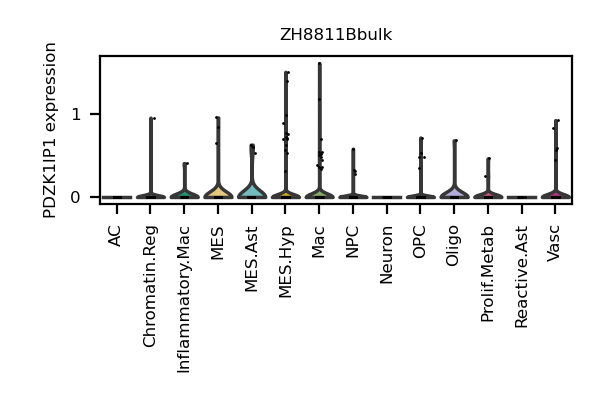 ZH8811Bbulk
PDZK1IP1 expression
1
0
AC
Chromatin.Reg
Inflammatory.Mac
MES
MES.Ast
MES.Hyp
Mac
NPC
Neuron
OPC
Oligo
Prolif.Metab
Reactive.Ast
Vasc